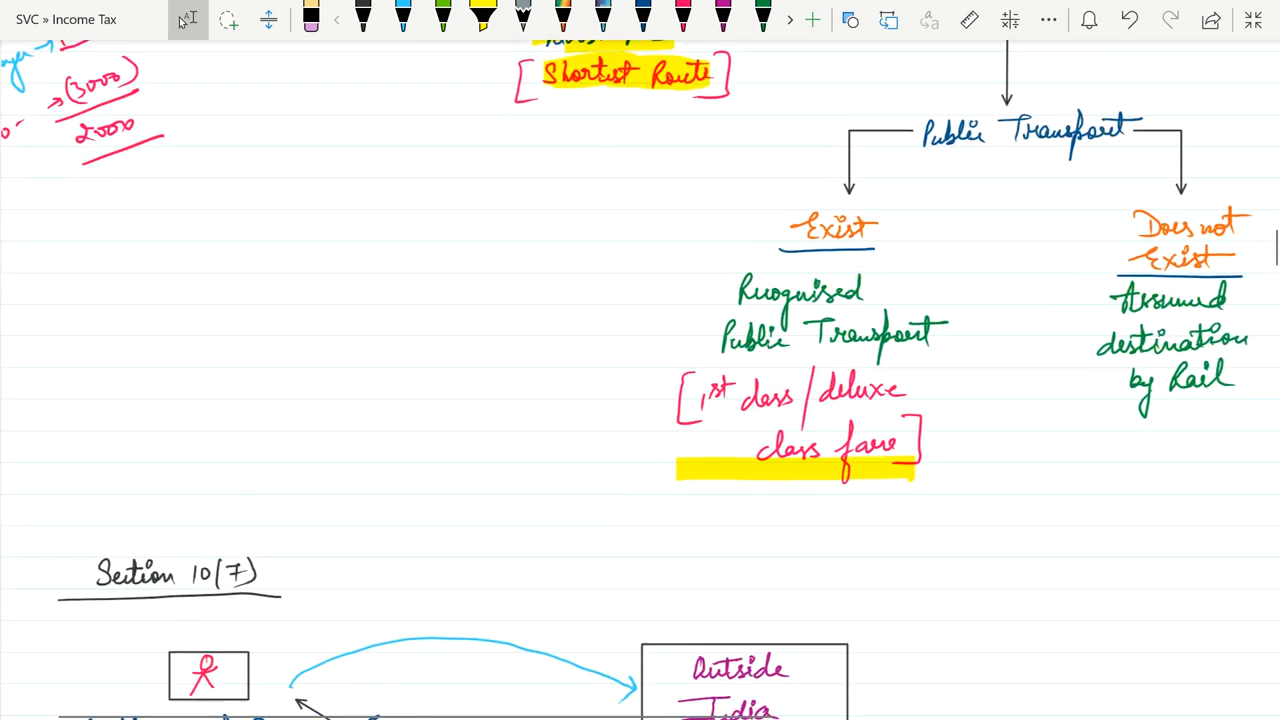 SVC » Income Tax
(3000)
2000
[Shortest Route]
Public Transport
Exist
Recognised
Public Transport
[1st class/deluxe
class fare]
Does not
Exist
Assumed
destination
by Rail
Section 10(7)
Outside
India